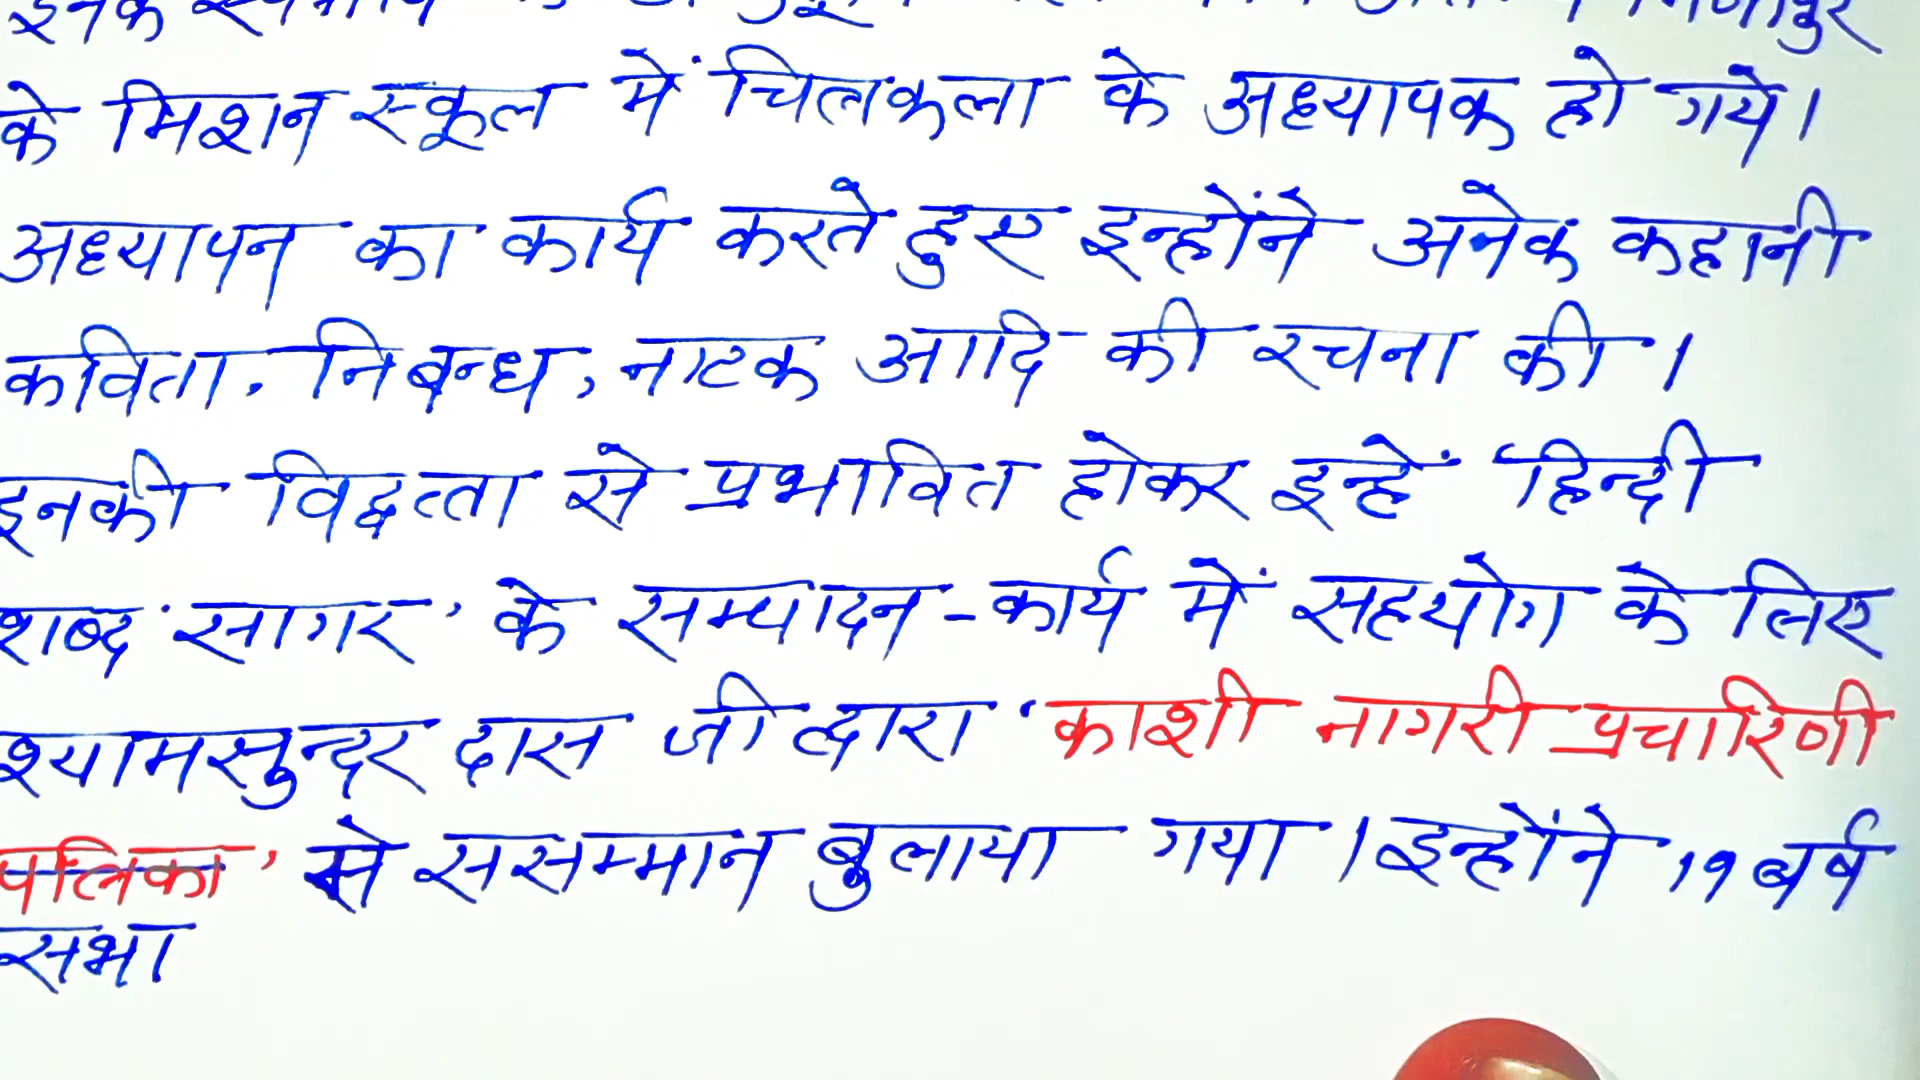 के मिशन स्कूल में चित्रकला के अध्यापक हो गये।
अध्यापन का कार्य करते हुए इन्होंने अनेक कहानी
कविता, निबन्ध, नाटक आदि की रचना की।
इनकी विद्वत्ता से प्रभावित होकर इन्हें 'हिन्दी
शब्द सागर' के सम्पादन-कार्य में सहयोग के लिए
श्यामसुन्दर दास जी द्वारा 'काशी नागरी प्रचारिणी
पत्रिका' से ससम्मान बुलाया गया। इन्होंने 19 वर्ष
सभा